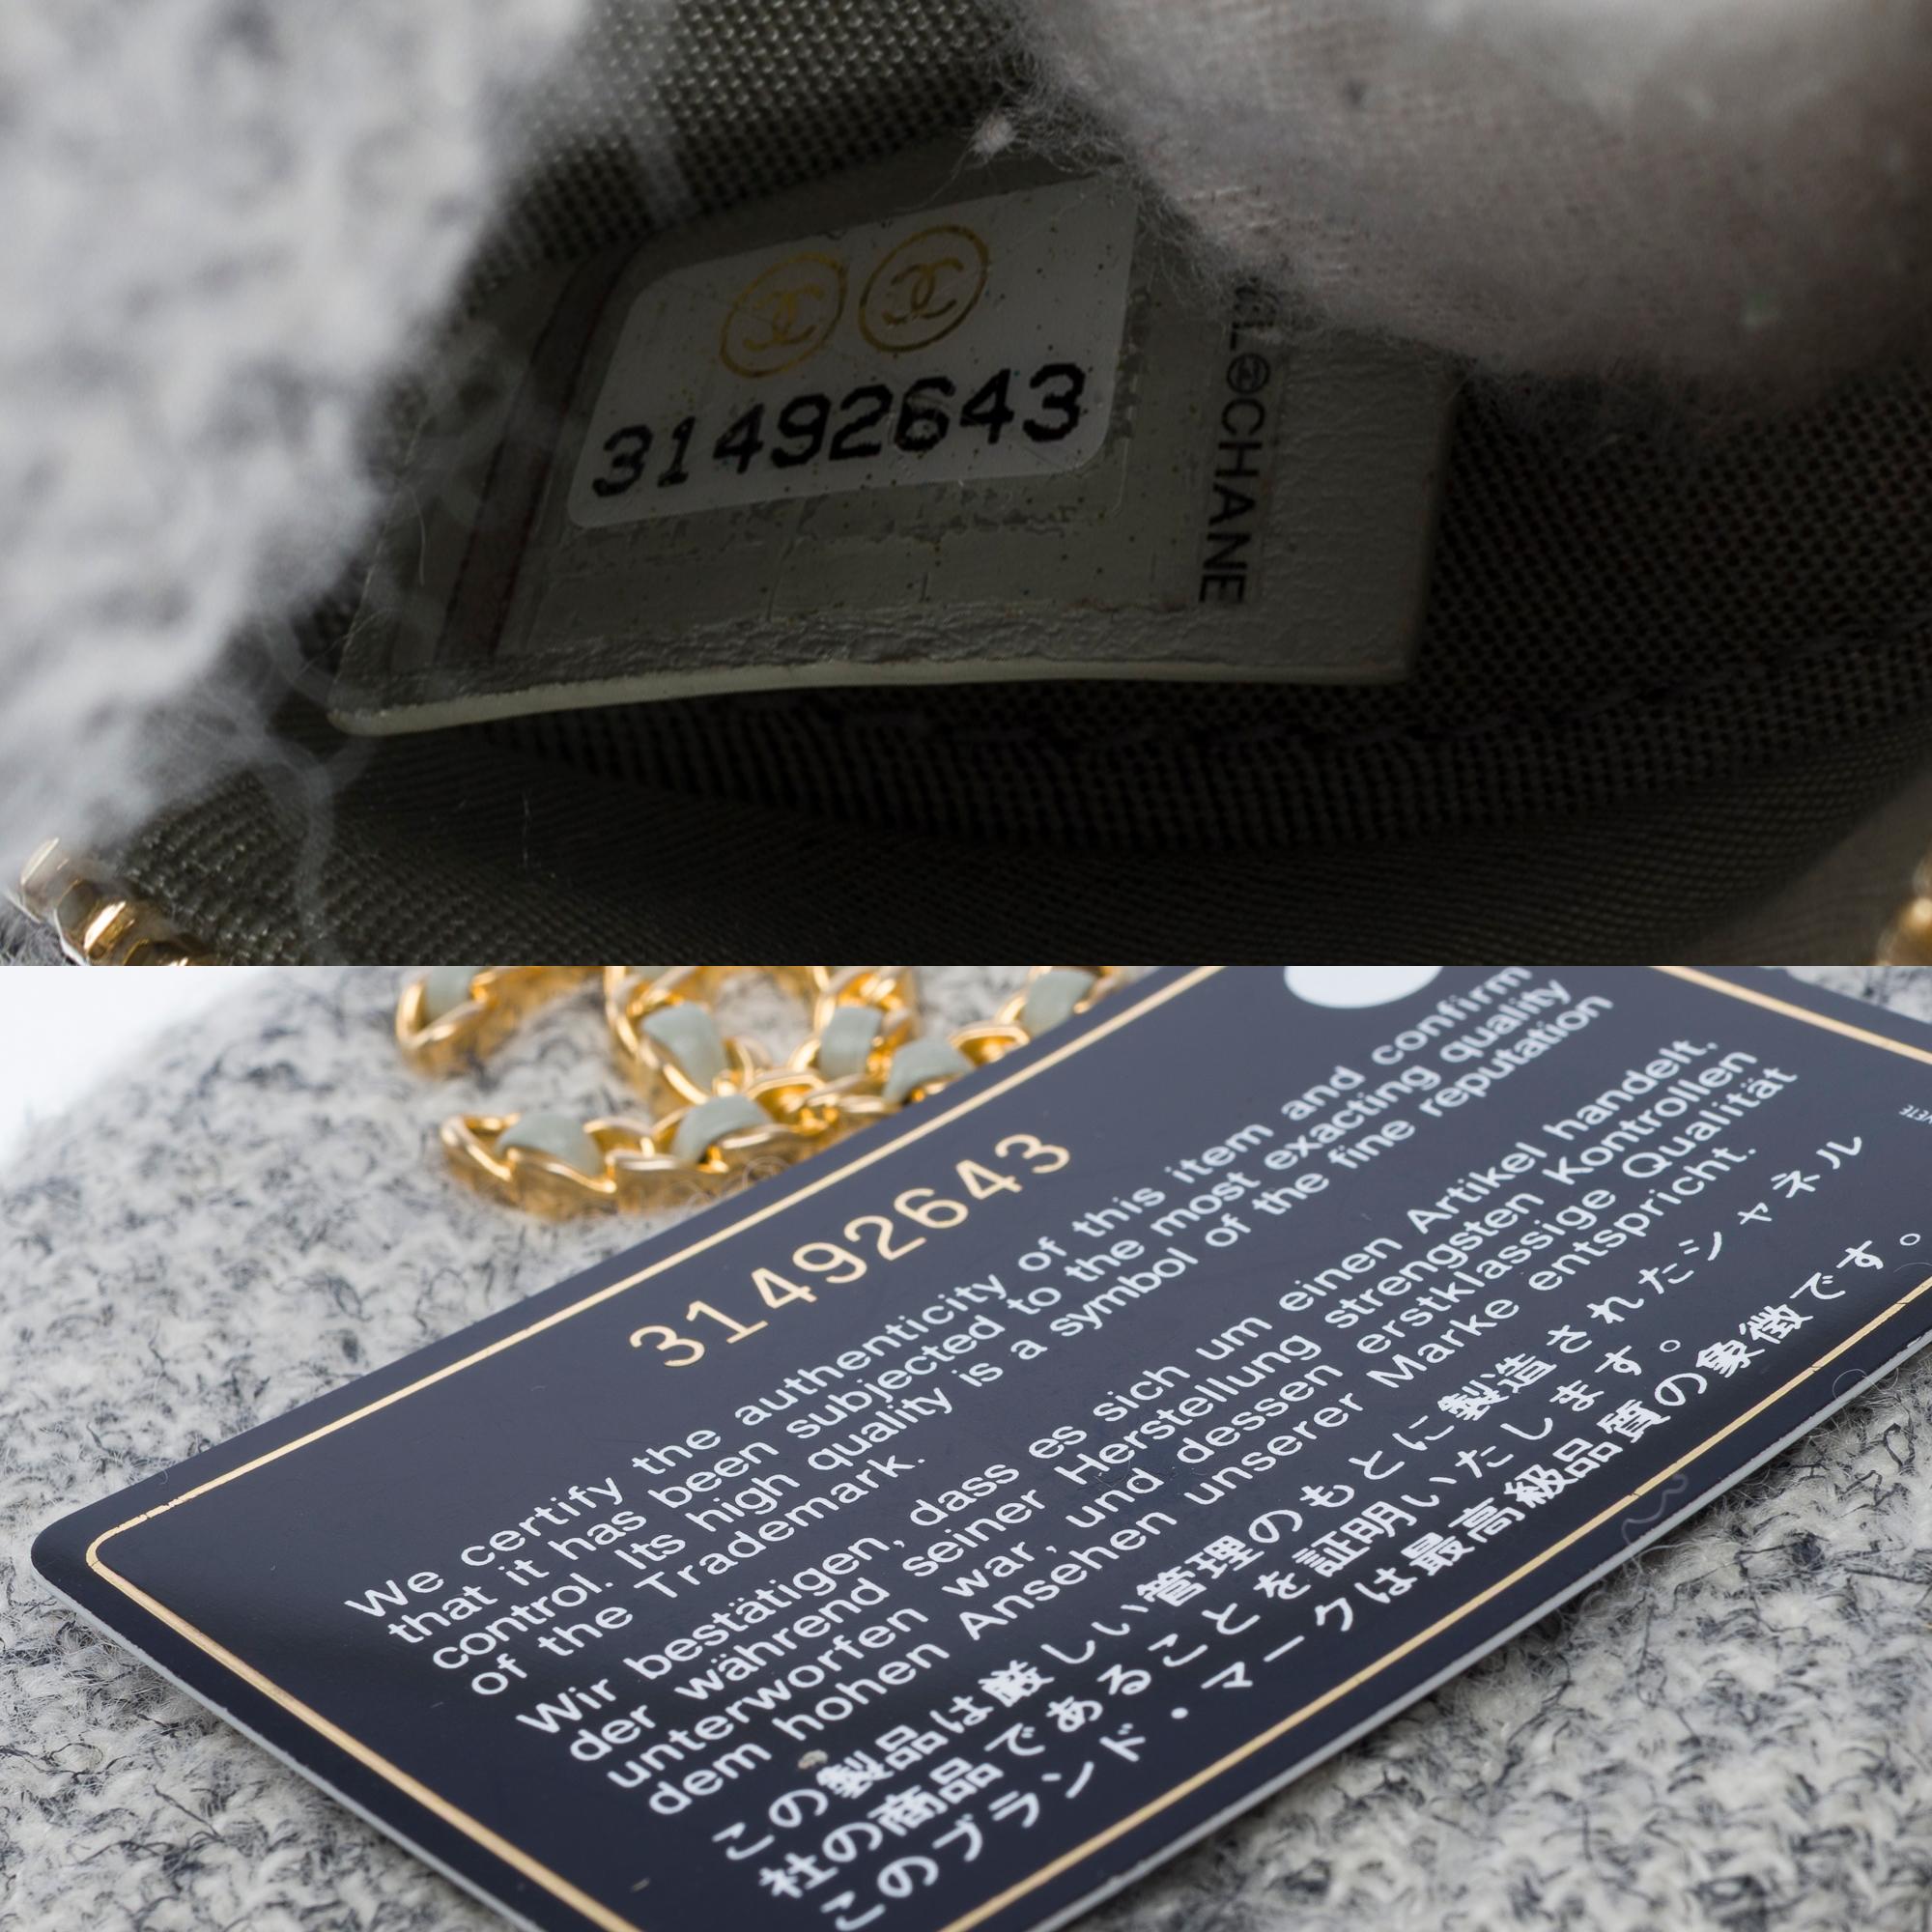 31492643
L©CHANE
31492643
We certify the authenticity of this item and confirm
that it has been subjected to the most exacting quality
control. Its high quality is a symbol of the fine reputation
of the Trademark.
Wir bestätigen, dass es sich um einen Artikel handelt,
der während seiner Herstellung strengsten Kontrollen
unterworfen war, und dessen erstklassige Qualität
dem hohen Ansehen unserer Marke entspricht.
この製品は厳しい管理のもとに製造されたシャネル
社の商品であることを証明いたします。
このブランド・マークは最高級品質の象徴です。